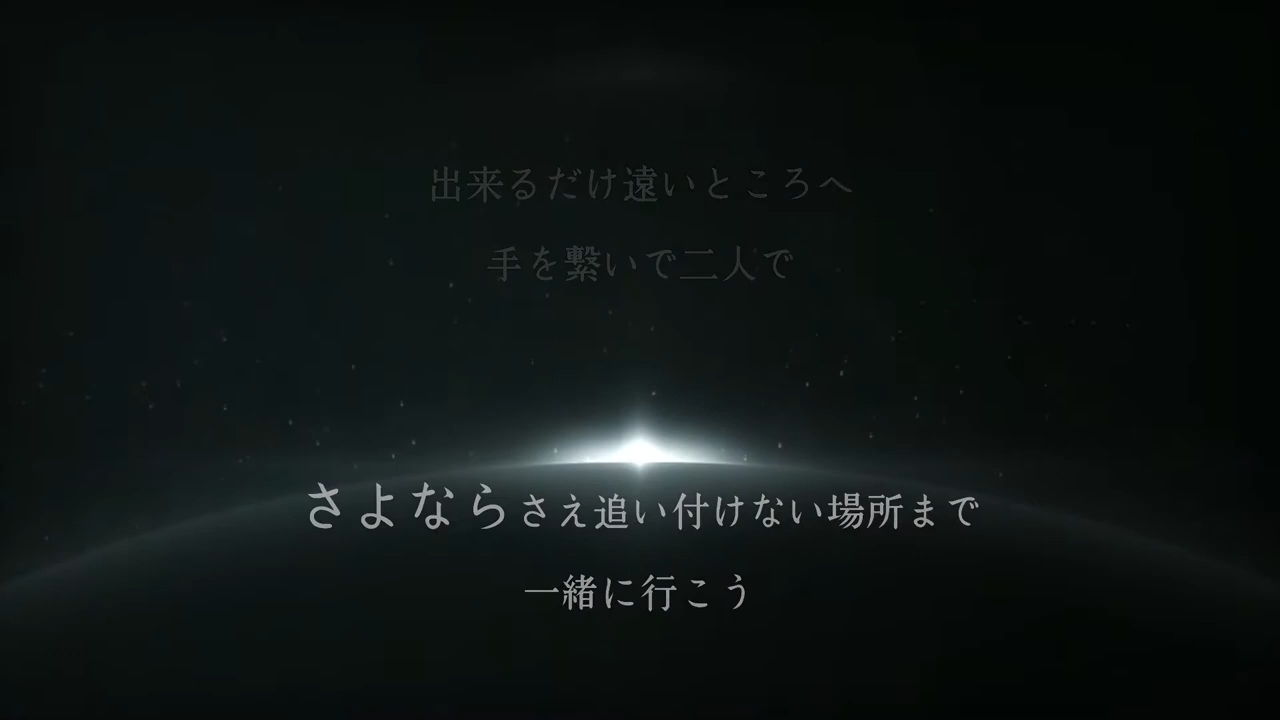 出来るだけ遠いところへ
手を繋いで二人で
さよならさえ追い付けない場所まで
一緒に行こう